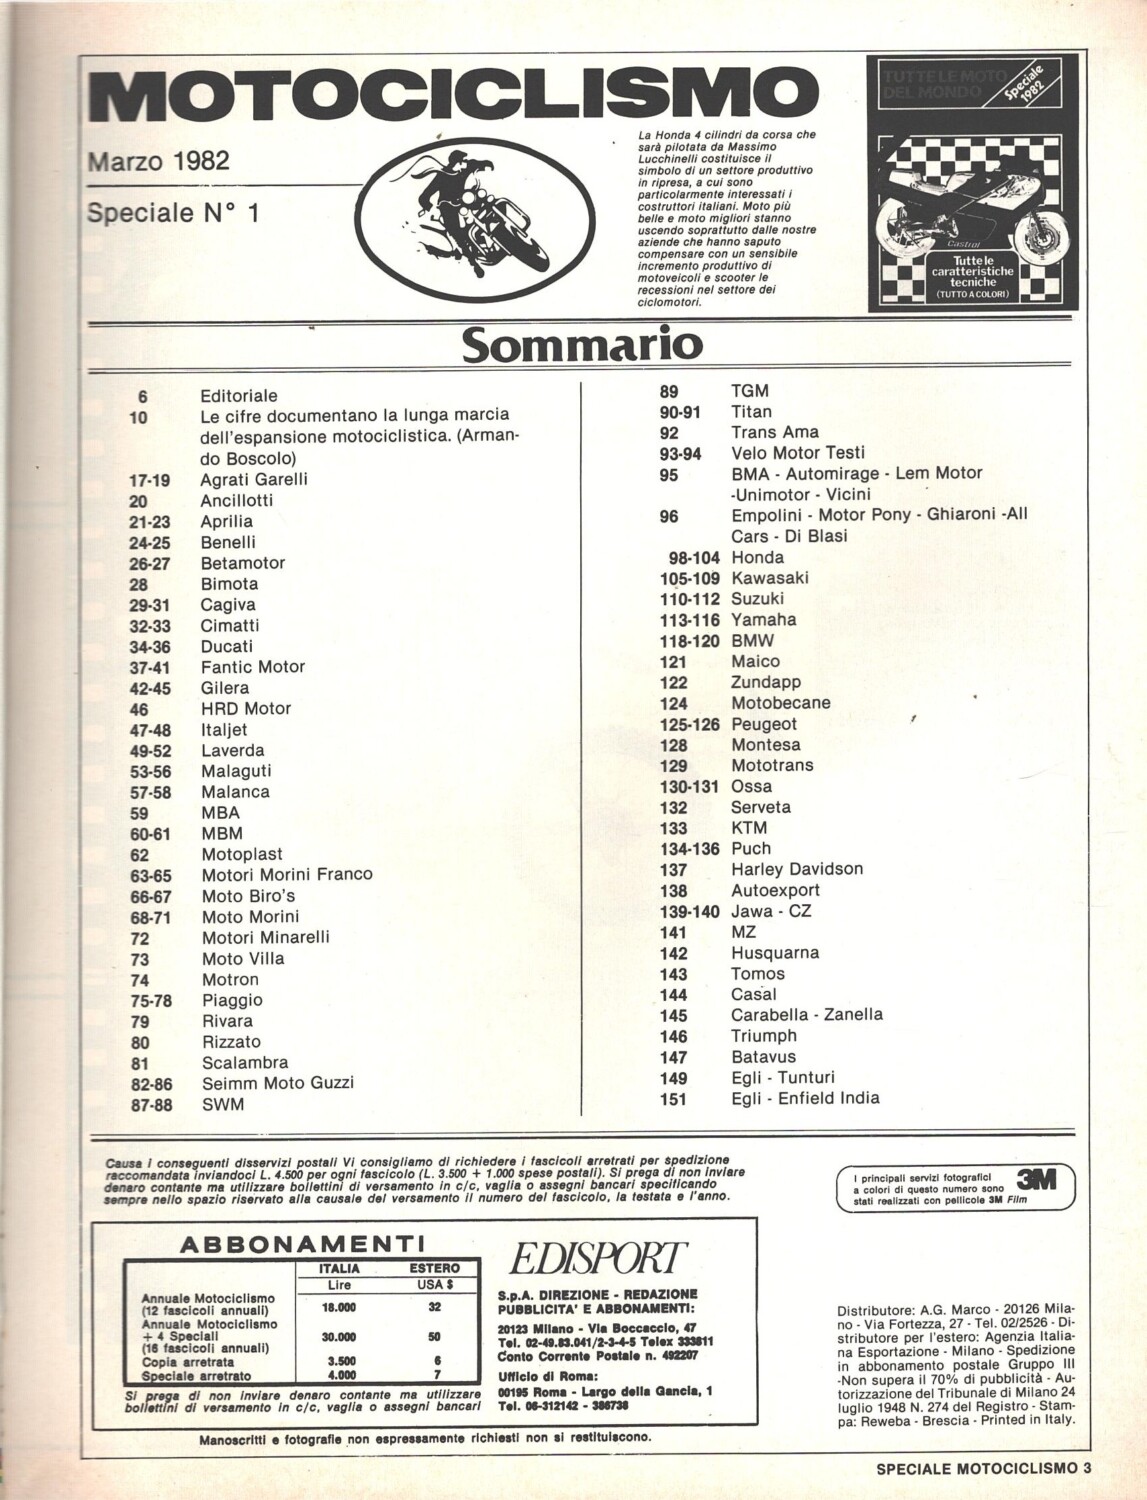 MOTOCICLISMO
Marzo 1982
Speciale N° 1
La Honda 4 cilindri da corsa che
sarà pilotata da Massimo
Lucchinelli costituisce il
simbolo di un settore produttivo
in ripresa, a cui sono
particolarmente interessati i
costruttori italiani. Moto più
belle e moto migliori stanno
uscendo soprattutto dalle nostre
aziende che hanno saputo
compensare con un sensibile
incremento produttivo di
motoveicoli e scooter le
recessioni nel settore dei
ciclomotori.
TUTTE LE MOTO
DEL MONDO
Speciale
1982
Castrol
Tutte le
caratteristiche
tecniche
(TUTTO A COLORI)
Sommario
6 Editoriale
10 Le cifre documentano la lunga marcia
dell'espansione motociclistica. (Arman-
do Boscolo)
17-19 Agrati Garelli
20 Ancillotti
21-23 Aprilia
24-25 Benelli
26-27 Betamotor
28 Bimota
29-31 Cagiva
32-33 Cimatti
34-36 Ducati
37-41 Fantic Motor
42-45 Gilera
46 HRD Motor
47-48 Italjet
49-52 Laverda
53-56 Malaguti
57-58 Malanca
59 MBA
60-61 MBM
62 Motoplast
63-65 Motori Morini Franco
66-67 Moto Biro's
68-71 Moto Morini
72 Motori Minarelli
73 Moto Villa
74 Motron
75-78 Piaggio
79 Rivara
80 Rizzato
81 Scalambra
82-86 Seimm Moto Guzzi
87-88 SWM
89 TGM
90-91 Titan
92 Trans Ama
93-94 Velo Motor Testi
95 BMA - Automirage - Lem Motor
-Unimotor - Vicini
96 Empolini - Motor Pony - Ghiaroni -All
Cars - Di Blasi
98-104 Honda
105-109 Kawasaki
110-112 Suzuki
113-116 Yamaha
118-120 BMW
121 Maico
122 Zundapp
124 Motobecane
125-126 Peugeot
128 Montesa
129 Mototrans
130-131 Ossa
132 Serveta
133 KTM
134-136 Puch
137 Harley Davidson
138 Autoexport
139-140 Jawa - CZ
141 MZ
142 Husquarna
143 Tomos
144 Casal
145 Carabella - Zanella
146 Triumph
147 Batavus
149 Egli - Tunturi
151 Egli - Enfield India
Causa i conseguenti disservizi postali Vi consigliamo di richiedere i fascicoli arretrati per spedizione
raccomandata inviandoci L. 4.500 per ogni fascicolo (L. 3.500 + 1.000 spese postali). Si prega di non inviare
denaro contante ma utilizzare bollettini di versamento in c/c, vaglia o assegni bancari specificando
sempre nello spazio riservato alla causale del versamento il numero del fascicolo, la testata e l'anno.
I principali servizi fotografici
a colori di questo numero sono
stati realizzati con pellicole 3M Film
3M
ABBONAMENTI
ITALIA ESTERO
Lire USA $
Annuale Motociclismo
(12 fascicoli annuali) 18.000 32
Annuale Motociclismo
+ 4 Speciali 30.000 50
(16 fascicoli annuali)
Copia arretrata 3.500 6
Speciale arretrato 4.000 7
Si prega di non inviare denaro contante ma utilizzare
bollettini di versamento in c/c, vaglia o assegni bancari
EDISPORT
S.p.A. DIREZIONE - REDAZIONE
PUBBLICITA' E ABBONAMENTI:
20123 Milano - Via Boccaccio, 47
Tel. 02-49.83.041/2-3-4-5 Telex 333811
Conto Corrente Postale n. 492207
Ufficio di Roma:
00195 Roma - Largo della Gancia, 1
Tel. 06-312142 - 386738
Manoscritti e fotografie non espressamente richiesti non si restituiscono.
Distributore: A.G. Marco - 20126 Mila-
no - Via Fortezza, 27 - Tel. 02/2526 - Di-
stributore per l'estero: Agenzia Italia-
na Esportazione - Milano - Spedizione
in abbonamento postale Gruppo III
-Non supera il 70% di pubblicità - Au-
torizzazione del Tribunale di Milano 24
luglio 1948 N. 274 del Registro - Stam-
pa: Reweba - Brescia - Printed in Italy.
SPECIALE MOTOCICLISMO 3